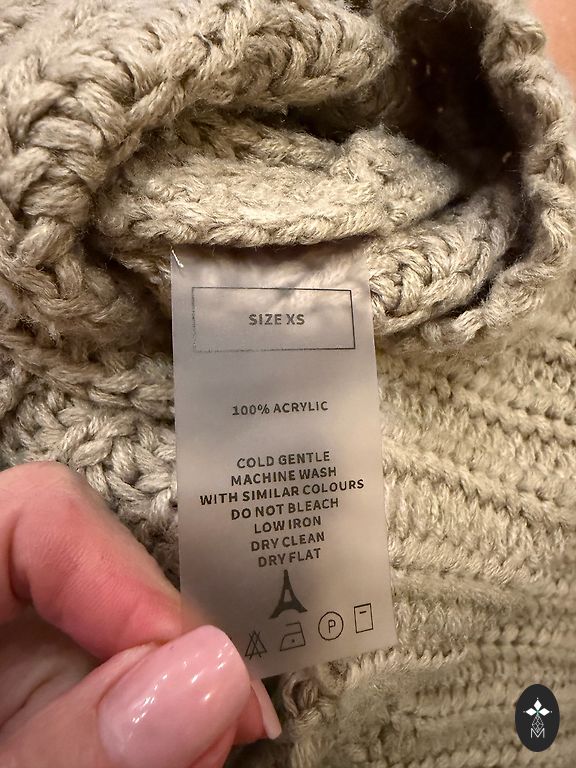 SIZE XS
100% ACRYLIC
COLD GENTLE
MACHINE WASH
WITH SIMILAR COLOURS
DO NOT BLEACH
LOW IRON
DRY CLEAN
DRY FLAT
P
M